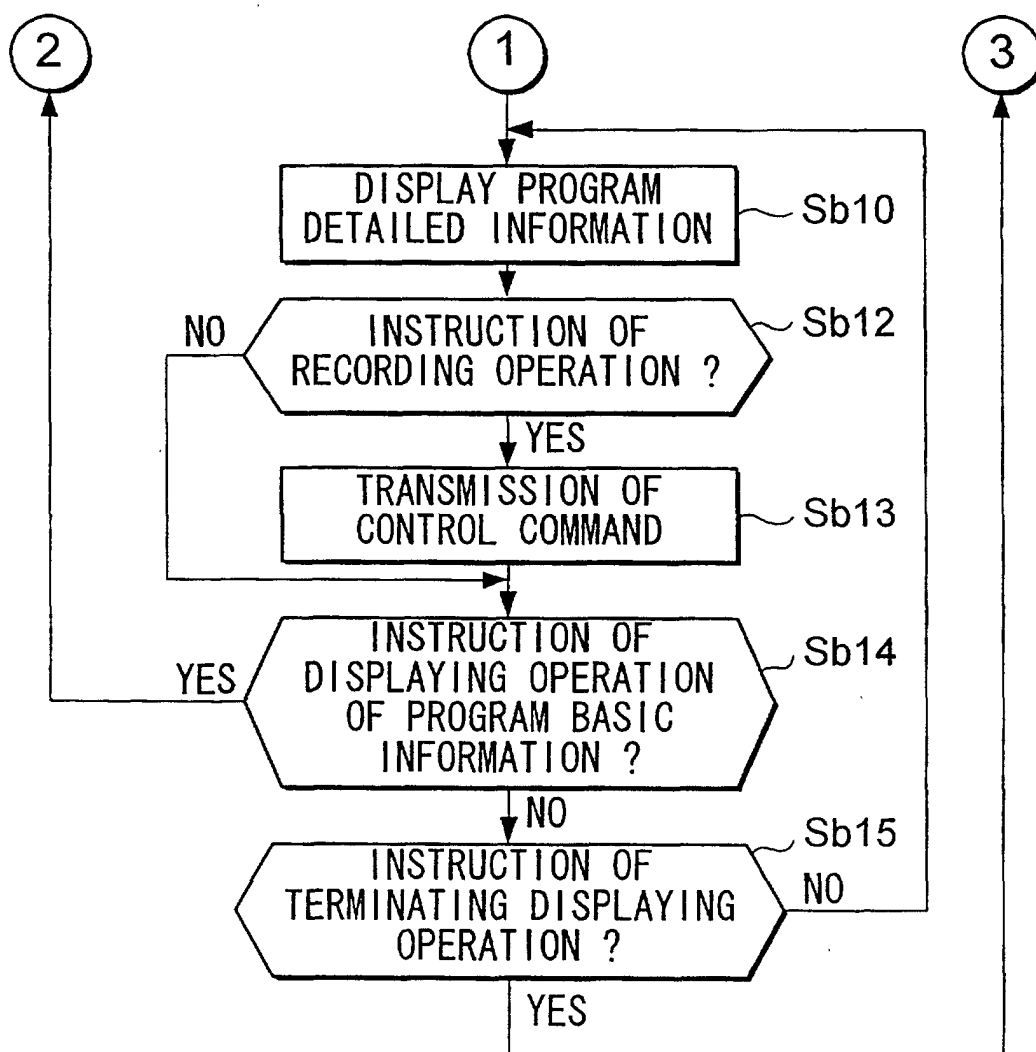 2
1
3
DISPLAY PROGRAM
DETAILED INFORMATION
Sb10
NO
INSTRUCTION OF
RECORDING OPERATION ?
Sb12
YES
TRANSMISSION OF
CONTROL COMMAND
Sb13
YES
INSTRUCTION OF
DISPLAYING OPERATION
OF PROGRAM BASIC
INFORMATION ?
Sb14
NO
INSTRUCTION OF
TERMINATING DISPLAYING
OPERATION ?
Sb15
NO
YES